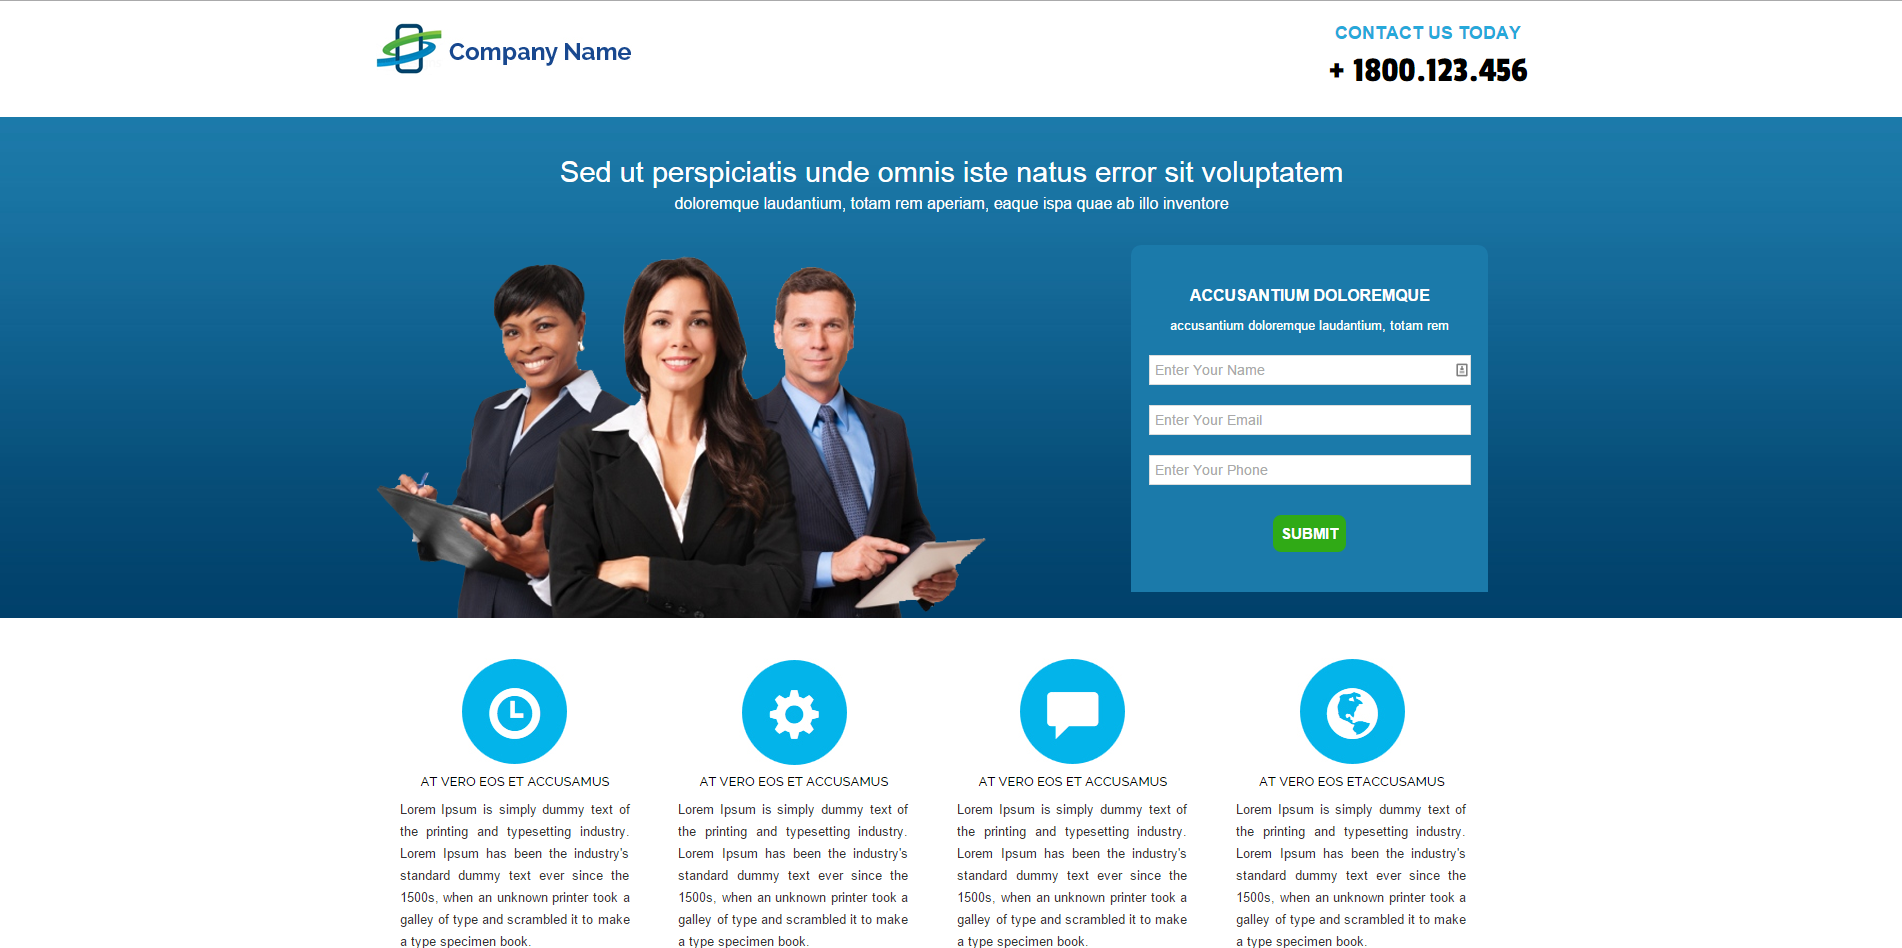 Company Name
CONTACT US TODAY
+ 1800.123.456
Sed ut perspiciatis unde omnis iste natus error sit voluptatem
doloremque laudantium, totam rem aperiam, eaque ispa quae ab illo inventore
ACCUSANTIUM DOLOREMQUE
accusantium doloremque laudantium, totam rem
Enter Your Name
Enter Your Email
Enter Your Phone
SUBMIT
AT VERO EOS ET ACCUSAMUS
Lorem Ipsum is simply dummy text of
the printing and typesetting industry.
Lorem Ipsum has been the industry's
standard dummy text ever since the
1500s, when an unknown printer took a
galley of type and scrambled it to make
a type specimen book.
AT VERO EOS ET ACCUSAMUS
Lorem Ipsum is simply dummy text of
the printing and typesetting industry.
Lorem Ipsum has been the industry's
standard dummy text ever since the
1500s, when an unknown printer took a
galley of type and scrambled it to make
a type specimen book.
AT VERO EOS ET ACCUSAMUS
Lorem Ipsum is simply dummy text of
the printing and typesetting industry.
Lorem Ipsum has been the industry's
standard dummy text ever since the
1500s, when an unknown printer took a
galley of type and scrambled it to make
a type specimen book.
AT VERO EOS ETACCUSAMUS
Lorem Ipsum is simply dummy text of
the printing and typesetting industry.
Lorem Ipsum has been the industry's
standard dummy text ever since the
1500s, when an unknown printer took a
galley of type and scrambled it to make
a type specimen book.